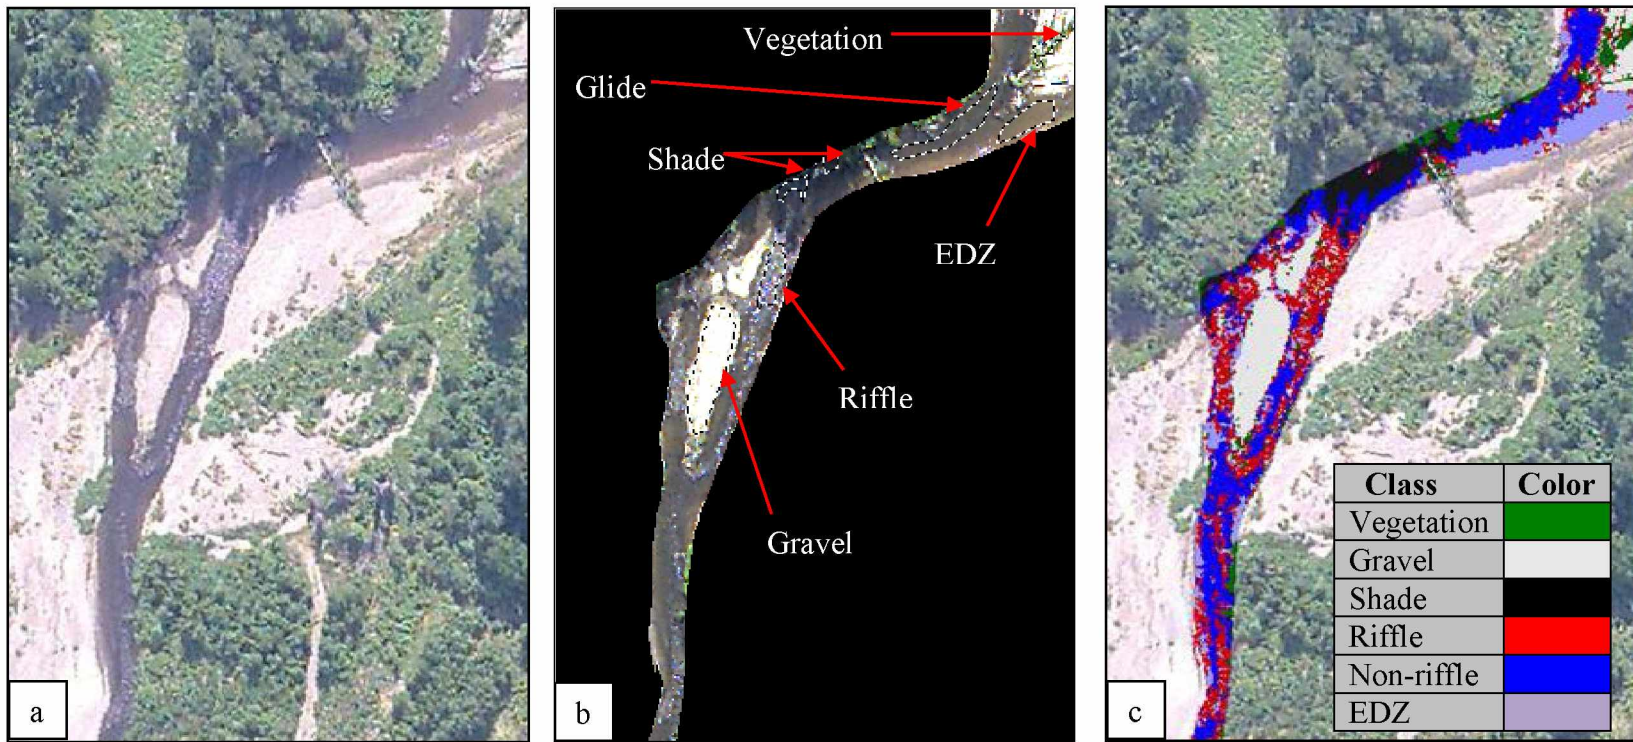 a
Vegetation
Glide
Shade
EDZ
Riffle
Gravel
b
Class Color
Vegetation
Gravel
Shade
Riffle
Non-riffle
EDZ
c